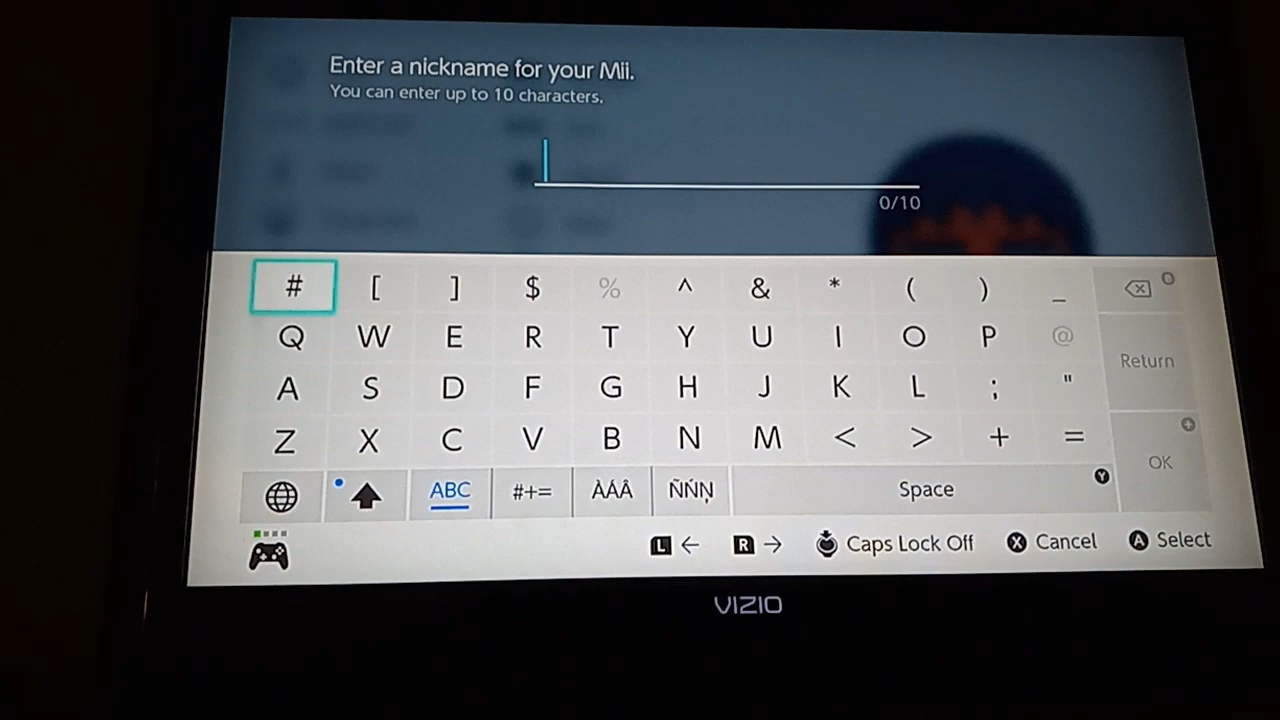 Enter a nickname for your Mii.
You can enter up to 10 characters.
0/10
# [ ] $ % ^ & * ( ) _
Q W E R T Y U I O P @
Return
A S D F G H J K L ; "
Z X C V B N M < > + =
OK
ABC #+= ÀÁÂ ÑŃŅ Space Y
L ← R → Caps Lock Off X Cancel A Select
VIZIO